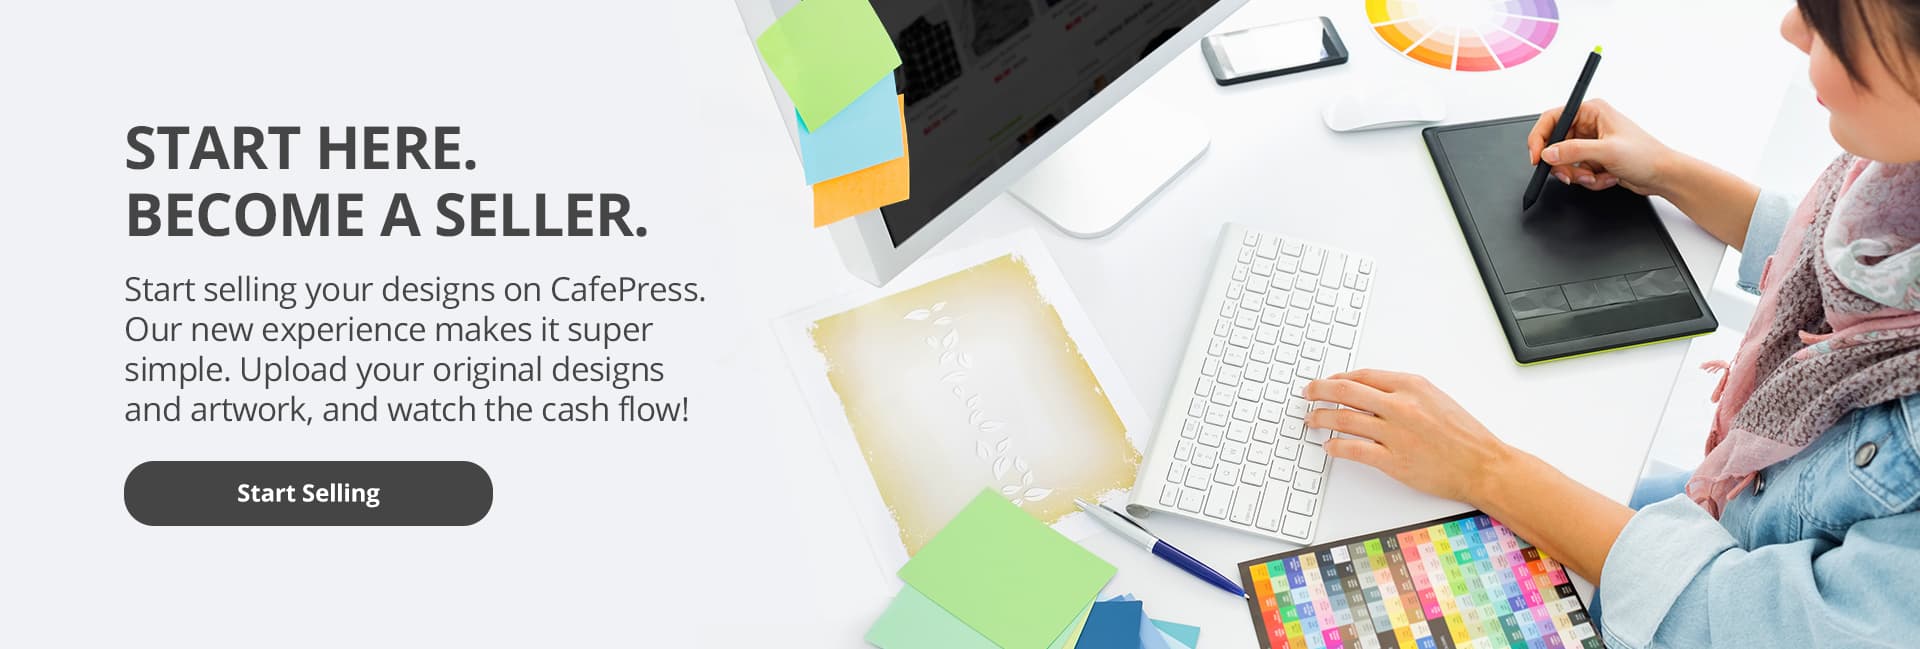 START HERE.
BECOME A SELLER.
Start selling your designs on CafePress.
Our new experience makes it super
simple. Upload your original designs
and artwork, and watch the cash flow!
Start Selling